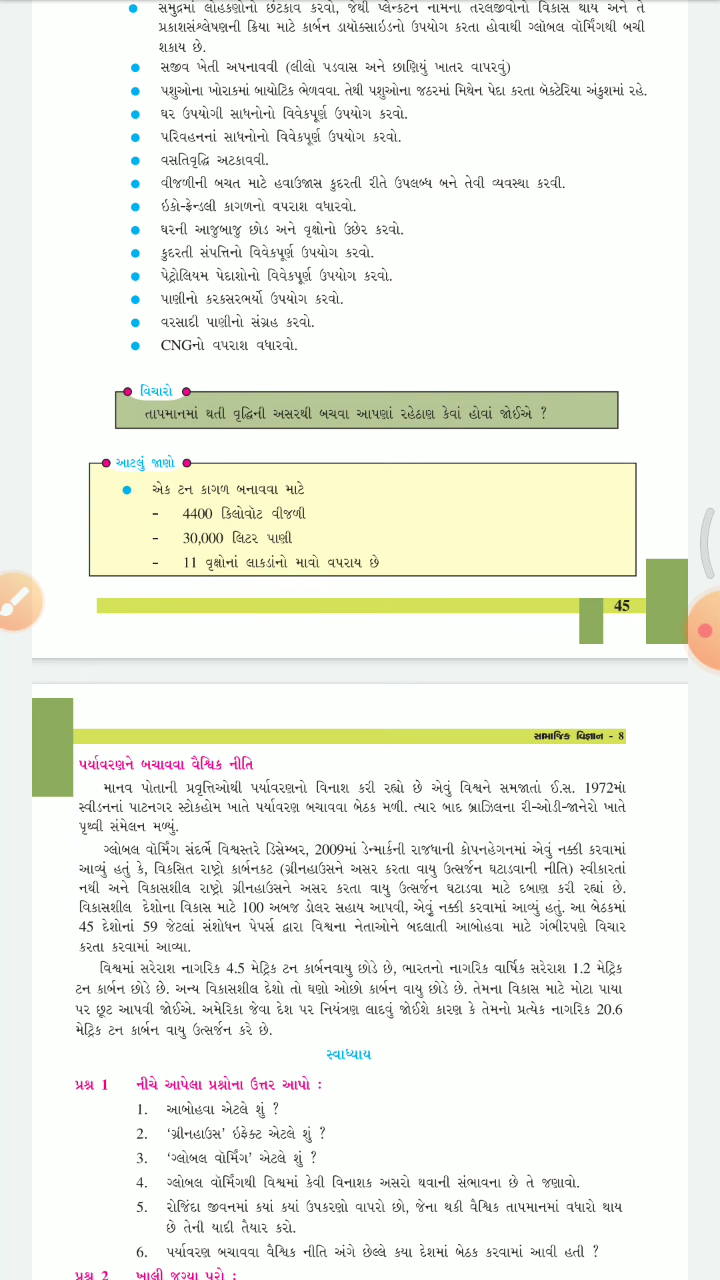 સમુદ્રમાં લોહકણોનો છંટકાવ કરવો, જેથી પ્લેન્કટન નામના તરલજીવોનો વિકાસ થાય અને તે
પ્રકાશસંશ્લેષણની ક્રિયા માટે કાર્બન ડાયૉક્સાઇડનો ઉપયોગ કરતા હોવાથી ગ્લૉબલ વૉર્મિંગથી બચી
શકાય છે.
સજીવ ખેતી અપનાવવી (લીલો પડવાસ અને છાણિયું ખાતર વાપરવું)
પશુઓના ખોરાકમાં બાયોટિક ભેળવવા. તેથી પશુઓના જઠરમાં મિથેન પેદા કરતા બૅક્ટેરિયા અંકુશમાં રહે.
ઘર ઉપયોગી સાધનોનો વિવેકપૂર્ણ ઉપયોગ કરવો.
પરિવહનનાં સાધનોનો વિવેકપૂર્ણ ઉપયોગ કરવો.
વસતિવૃદ્ધિ અટકાવવી.
વીજળીની બચત માટે હવાઉજાસ કુદરતી રીતે ઉપલબ્ધ બને તેવી વ્યવસ્થા કરવી.
ઇકો-ફ્રેન્ડલી કાગળનો વપરાશ વધારવો.
ઘરની આજુબાજુ છોડ અને વૃક્ષોનો ઉછેર કરવો.
કુદરતી સંપત્તિનો વિવેકપૂર્ણ ઉપયોગ કરવો.
પેટ્રોલિયમ પેદાશોનો વિવેકપૂર્ણ ઉપયોગ કરવો.
પાણીનો કરકસરભર્યો ઉપયોગ કરવો.
વરસાદી પાણીનો સંગ્રહ કરવો.
CNGનો વપરાશ વધારવો.
વિચારો
તાપમાનમાં થતી વૃદ્ધિની અસરથી બચવા આપણાં રહેઠાણ કેવાં હોવાં જોઈએ ?
આટલું જાણો
એક ટન કાગળ બનાવવા માટે
- 4400 કિલોવૉટ વીજળી
- 30,000 લિટર પાણી
- 11 વૃક્ષોનાં લાકડાંનો માવો વપરાય છે
45
સામાજિક વિજ્ઞાન - 8
પર્યાવરણને બચાવવા વૈશ્વિક નીતિ
માનવ પોતાની પ્રવૃત્તિઓથી પર્યાવરણનો વિનાશ કરી રહ્યો છે એવું વિશ્વને સમજાતાં ઈ.સ. 1972માં
સ્વીડનનાં પાટનગર સ્ટોકહોમ ખાતે પર્યાવરણ બચાવવા બેઠક મળી. ત્યાર બાદ બ્રાઝિલના રી-ઓડી-જાનેરો ખાતે
પૃથ્વી સંમેલન મળ્યું.
ગ્લોબલ વૉર્મિંગ સંદર્ભે વિશ્વસ્તરે ડિસેમ્બર, 2009માં ડેન્માર્કની રાજધાની કોપનહેગનમાં એવું નક્કી કરવામાં
આવ્યું હતું કે, વિકસિત રાષ્ટ્રો કાર્બનકટ (ગ્રીનહાઉસને અસર કરતા વાયુ ઉત્સર્જન ઘટાડવાની નીતિ) સ્વીકારતાં
નથી અને વિકાસશીલ રાષ્ટ્રો ગ્રીનહાઉસને અસર કરતા વાયુ ઉત્સર્જન ઘટાડવા માટે દબાણ કરી રહ્યાં છે.
વિકાસશીલ દેશોના વિકાસ માટે 100 અબજ ડોલર સહાય આપવી, એવું નક્કી કરવામાં આવ્યું હતું. આ બેઠકમાં
45 દેશોનાં 59 જેટલાં સંશોધન પેપર્સ દ્વારા વિશ્વના નેતાઓને બદલાતી આબોહવા માટે ગંભીરપણે વિચાર
કરતા કરવામાં આવ્યા.
વિશ્વમાં સરેરાશ નાગરિક 4.5 મેટ્રિક ટન કાર્બનવાયુ છોડે છે, ભારતનો નાગરિક વાર્ષિક સરેરાશ 1.2 મેટ્રિક
ટન કાર્બન છોડે છે. અન્ય વિકાસશીલ દેશો તો ઘણો ઓછો કાર્બન વાયુ છોડે છે. તેમના વિકાસ માટે મોટા પાયા
પર છૂટ આપવી જોઈએ. અમેરિકા જેવા દેશ પર નિયંત્રણ લાદવું જોઈશે કારણ કે તેમનો પ્રત્યેક નાગરિક 20.6
મેટ્રિક ટન કાર્બન વાયુ ઉત્સર્જન કરે છે.
સ્વાધ્યાય
પ્રશ્ન 1 નીચે આપેલા પ્રશ્નોના ઉત્તર આપો :
1. આબોહવા એટલે શું ?
2. ‘ગ્રીનહાઉસ’ ઇફેક્ટ એટલે શું ?
3. ‘ગ્લોબલ વૉર્મિંગ’ એટલે શું ?
4. ગ્લોબલ વૉર્મિંગથી વિશ્વમાં કેવી વિનાશક અસરો થવાની સંભાવના છે તે જણાવો.
5. રોજિંદા જીવનમાં કયાં કયાં ઉપકરણો વાપરો છો, જેના થકી વૈશ્વિક તાપમાનમાં વધારો થાય
છે તેની યાદી તૈયાર કરો.
6. પર્યાવરણ બચાવવા વૈશ્વિક નીતિ અંગે છેલ્લે કયા દેશમાં બેઠક કરવામાં આવી હતી ?
પ્રશ્ન 2 ખાલી જગ્યા પૂરો :